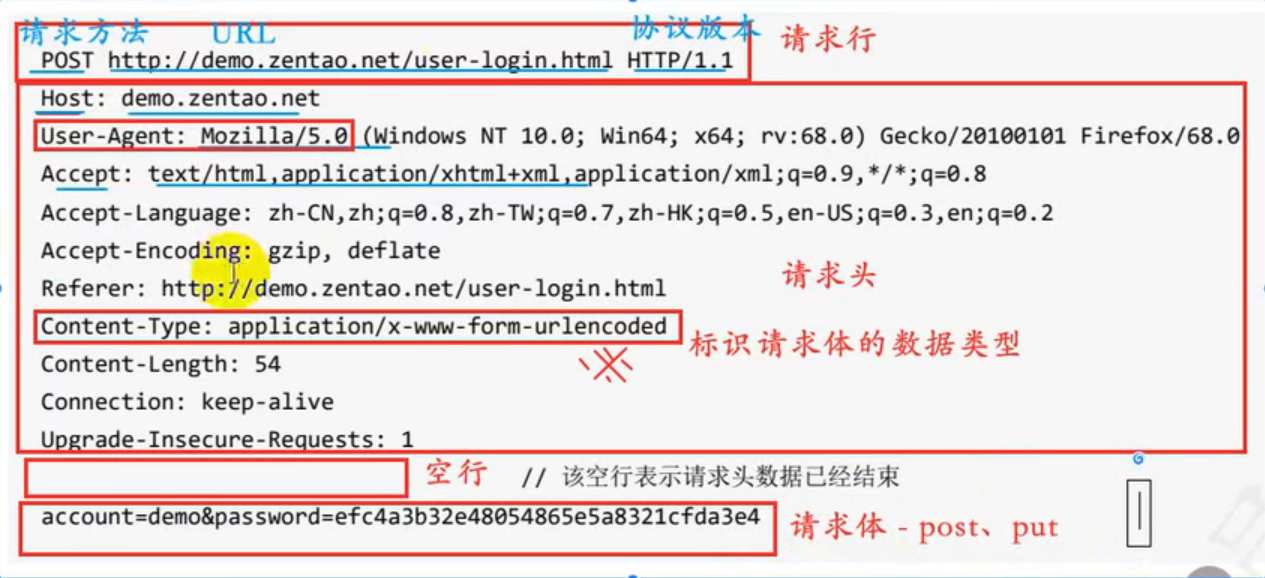 请求方法 URL 协议版本 请求行
POST http://demo.zentao.net/user-login.html HTTP/1.1
Host: demo.zentao.net
User-Agent: Mozilla/5.0 (Windows NT 10.0; Win64; x64; rv:68.0) Gecko/20100101 Firefox/68.0
Accept: text/html,application/xhtml+xml,application/xml;q=0.9,*/*;q=0.8
Accept-Language: zh-CN,zh;q=0.8,zh-TW;q=0.7,zh-HK;q=0.5,en-US;q=0.3,en;q=0.2
Accept-Encoding: gzip, deflate
Referer: http://demo.zentao.net/user-login.html 请求头
Content-Type: application/x-www-form-urlencoded 标识请求体的数据类型
Content-Length: 54
Connection: keep-alive
Upgrade-Insecure-Requests: 1
空行 // 该空行表示请求头数据已经结束
account=demo&password=efc4a3b32e48054865e5a8321cfda3e4 请求体 - post、put